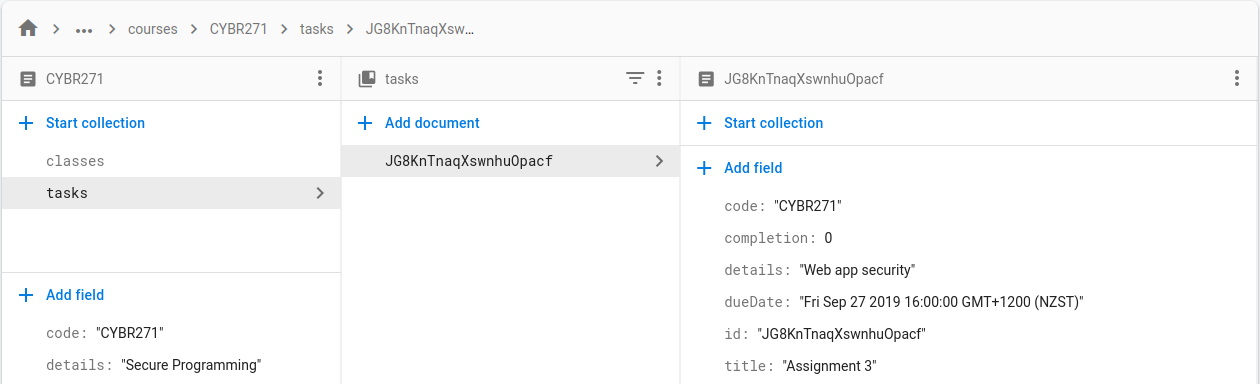 … courses CYBR271 tasks JG8KnTnaqXsw…
CYBR271
Start collection
classes
tasks
Add field
code: "CYBR271"
details: "Secure Programming"
tasks
Add document
JG8KnTnaqXswnhuOpacf
JG8KnTnaqXswnhuOpacf
Start collection
Add field
code: "CYBR271"
completion: 0
details: "Web app security"
dueDate: "Fri Sep 27 2019 16:00:00 GMT+1200 (NZST)"
id: "JG8KnTnaqXswnhuOpacf"
title: "Assignment 3"